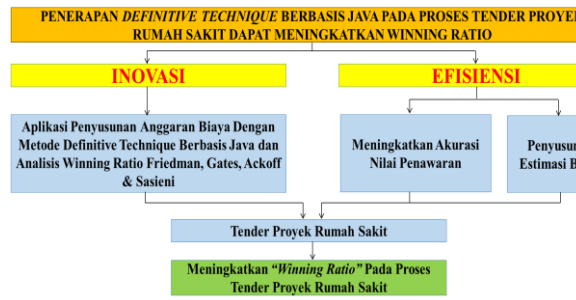 PENERAPAN DEFINITIVE TECHNIQUE BERBASIS JAVA PADA PROSES TENDER PROYEK
RUMAH SAKIT DAPAT MENINGKATKAN WINNING RATIO
INOVASI
EFISIENSI
Aplikasi Penyusunan Anggaran Biaya Dengan
Metode Definitive Technique Berbasis Java dan
Analisis Winning Ratio Friedman, Gates, Ackoff
& Sasieni
Meningkatkan Akurasi
Nilai Penawaran
Estimasi
Tender Proyek Rumah Sakit
Meningkatkan “Winning Ratio” Pada Proses
Tender Proyek Rumah Sakit